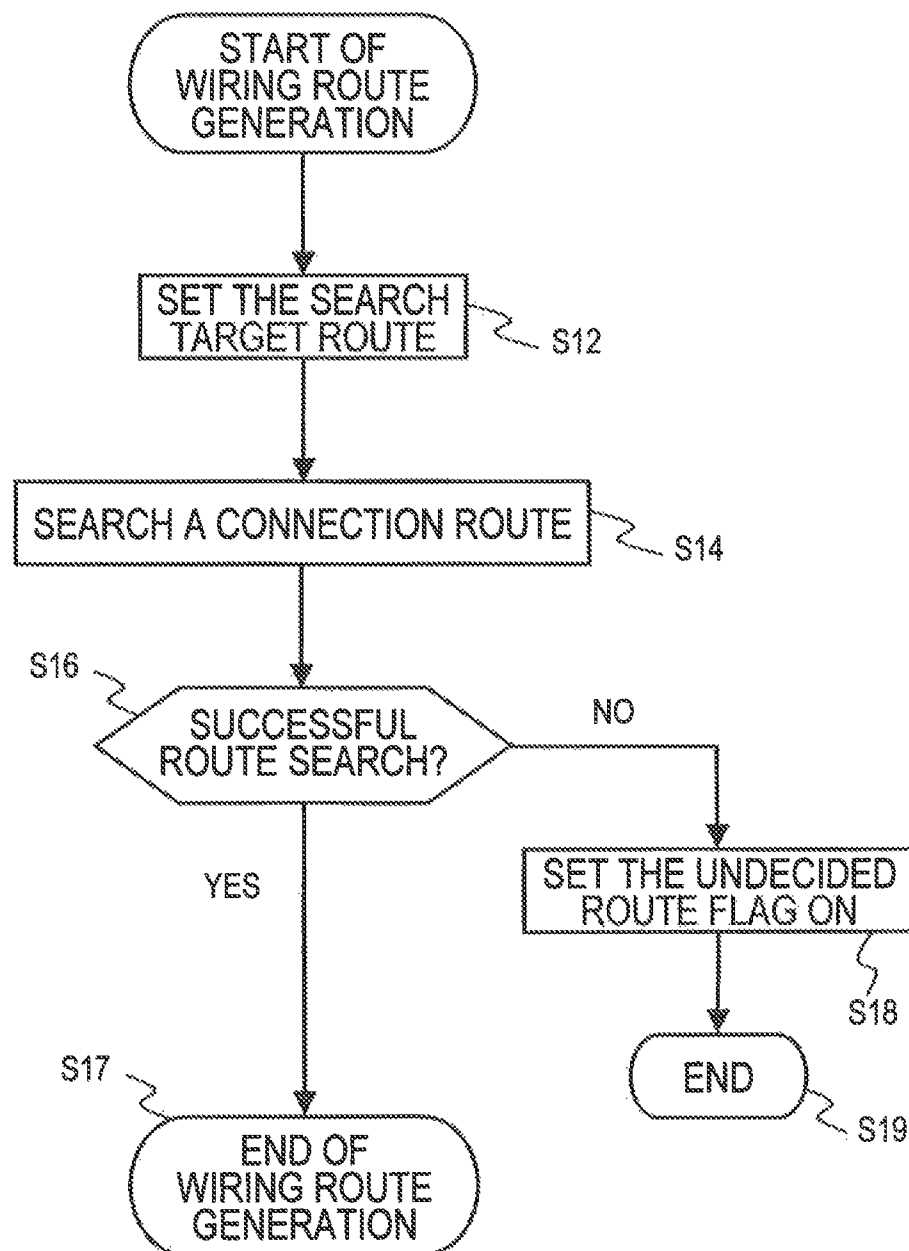 START OF
WIRING ROUTE
GENERATION
SET THE SEARCH
TARGET ROUTE
S12
SEARCH A CONNECTION ROUTE
S14
S16
SUCCESSFUL
ROUTE SEARCH?
NO
YES
SET THE UNDECIDED
ROUTE FLAG ON
S18
END
S19
S17
END OF
WIRING ROUTE
GENERATION